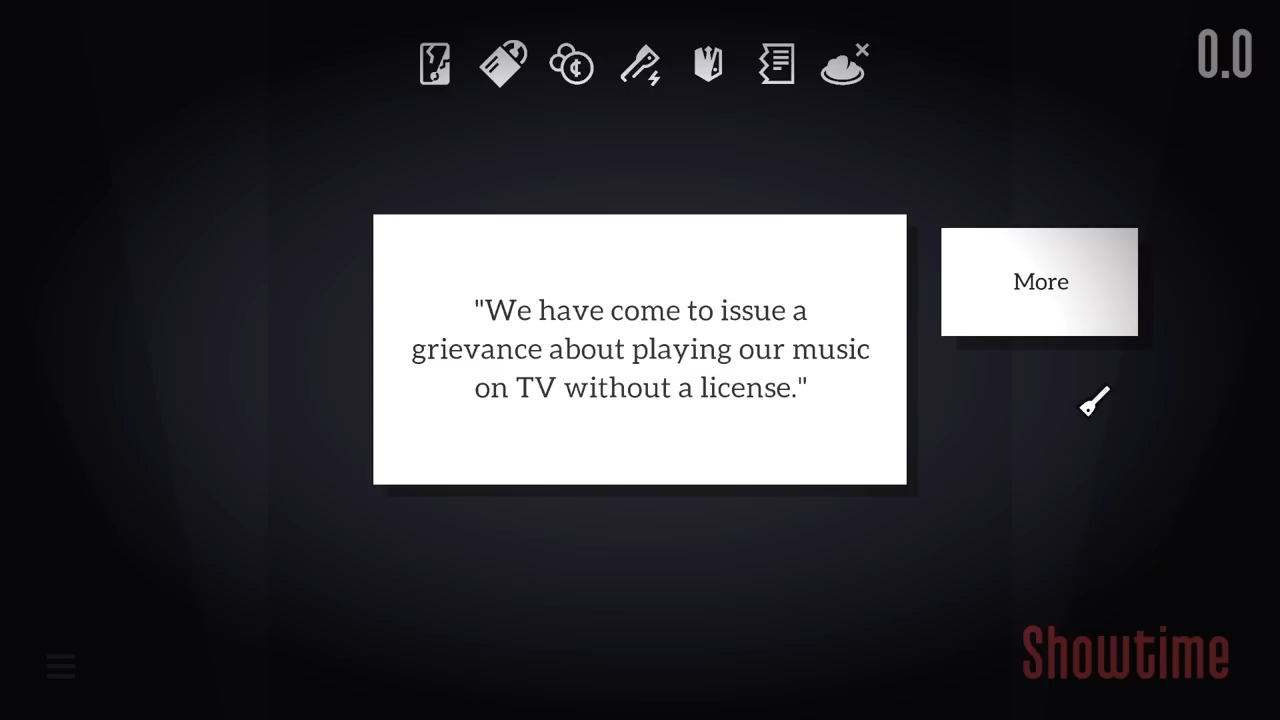 0.0
"We have come to issue a
grievance about playing our music
on TV without a license."
More
Showtime